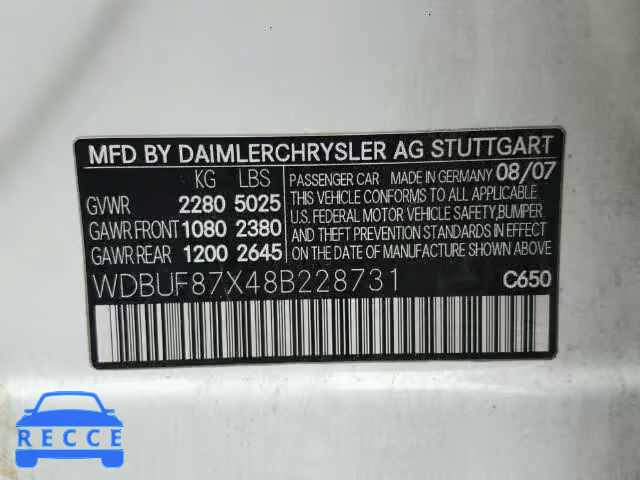 MFD BY DAIMLERCHRYSLER AG STUTTGART
KG LBS
GVWR 2280 5025
GAWR FRONT 1080 2380
GAWR REAR 1200 2645
PASSENGER CAR MADE IN GERMANY 08/07
THIS VEHICLE CONFORMS TO ALL APPLICABLE
U.S. FEDERAL MOTOR VEHICLE SAFETY, BUMPER
AND THEFT PREVENTION STANDARDS IN EFFECT
ON THE DATE OF MANUFACTURE SHOWN ABOVE.
WDBUF87X48B228731 C650
RECCE